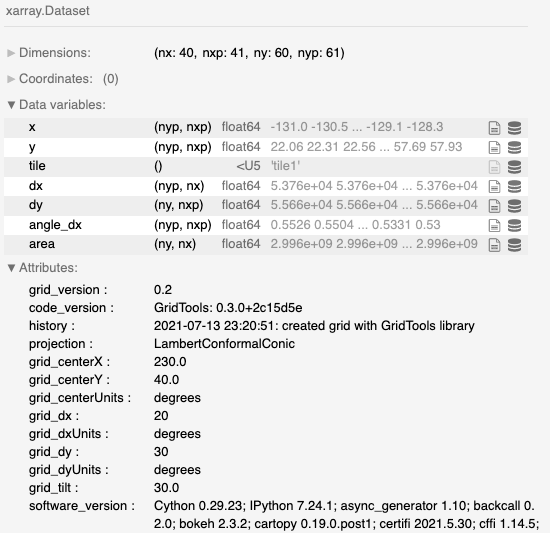 xarray.Dataset
► Dimensions: (nx: 40, nxp: 41, ny: 60, nyp: 61)
► Coordinates: (0)
▼ Data variables:
x (nyp, nxp) float64 -131.0 -130.5 ... -129.1 -128.3
y (nyp, nxp) float64 22.06 22.31 22.56 ... 57.69 57.93
tile () <U5 'tile1'
dx (nyp, nx) float64 5.376e+04 5.376e+04 ... 5.376e+04
dy (ny, nxp) float64 5.566e+04 5.566e+04 ... 5.566e+04
angle_dx (nyp, nxp) float64 0.5526 0.5504 ... 0.5331 0.53
area (ny, nx) float64 2.996e+09 2.996e+09 ... 2.996e+09
▼ Attributes:
grid_version : 0.2
code_version : GridTools: 0.3.0+2c15d5e
history : 2021-07-13 23:20:51: created grid with GridTools library
projection : LambertConformalConic
grid_centerX : 230.0
grid_centerY : 40.0
grid_centerUnits : degrees
grid_dx : 20
grid_dxUnits : degrees
grid_dy : 30
grid_dyUnits : degrees
grid_tilt : 30.0
software_version : Cython 0.29.23; IPython 7.24.1; async_generator 1.10; backcall 0.
2.0; bokeh 2.3.2; cartopy 0.19.0.post1; certifi 2021.5.30; cffi 1.14.5;